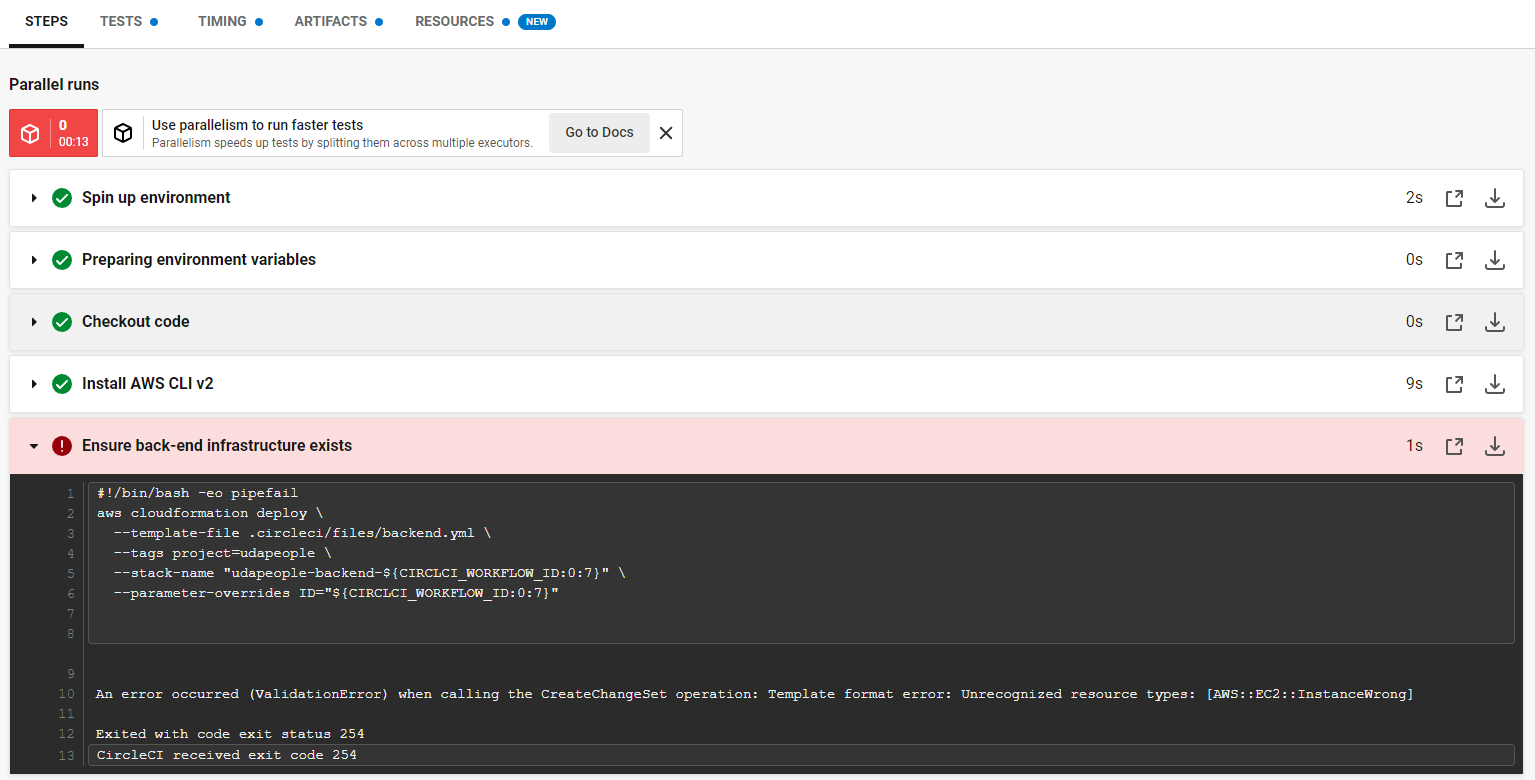 STEPS TESTS TIMING ARTIFACTS RESOURCES NEW
Parallel runs
0
00:13
Use parallelism to run faster tests
Parallelism speeds up tests by splitting them across multiple executors.
Go to Docs
Spin up environment 2s
Preparing environment variables 0s
Checkout code 0s
Install AWS CLI v2 9s
Ensure back-end infrastructure exists 1s
1 #!/bin/bash -eo pipefail
2 aws cloudformation deploy \
3 --template-file .circleci/files/backend.yml \
4 --tags project=udapeople \
5 --stack-name "udapeople-backend-${CIRCLCI_WORKFLOW_ID:0:7}" \
6 --parameter-overrides ID="${CIRCLCI_WORKFLOW_ID:0:7}"
7
8
9
10 An error occurred (ValidationError) when calling the CreateChangeSet operation: Template format error: Unrecognized resource types: [AWS::EC2::InstanceWrong]
11
12 Exited with code exit status 254
13 CircleCI received exit code 254